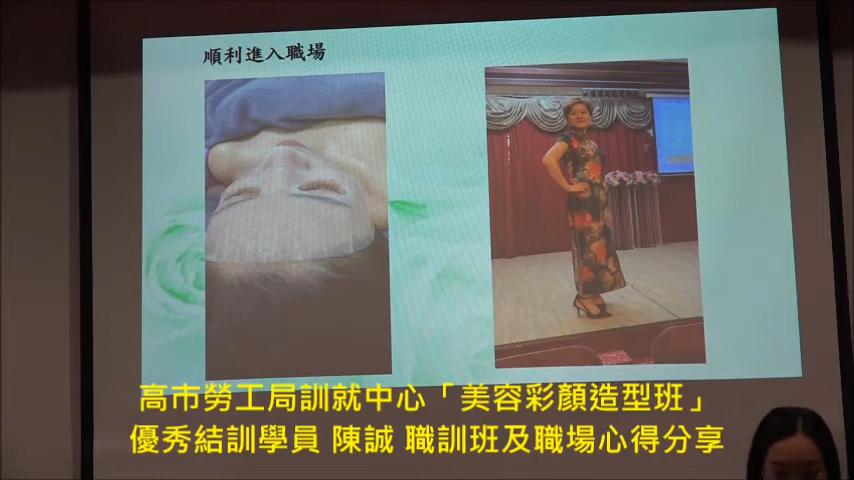 順利進入職場
高市勞工局訓就中心「美容彩顏造型班」
優秀結訓學員 陳誠 職訓班及職場心得分享